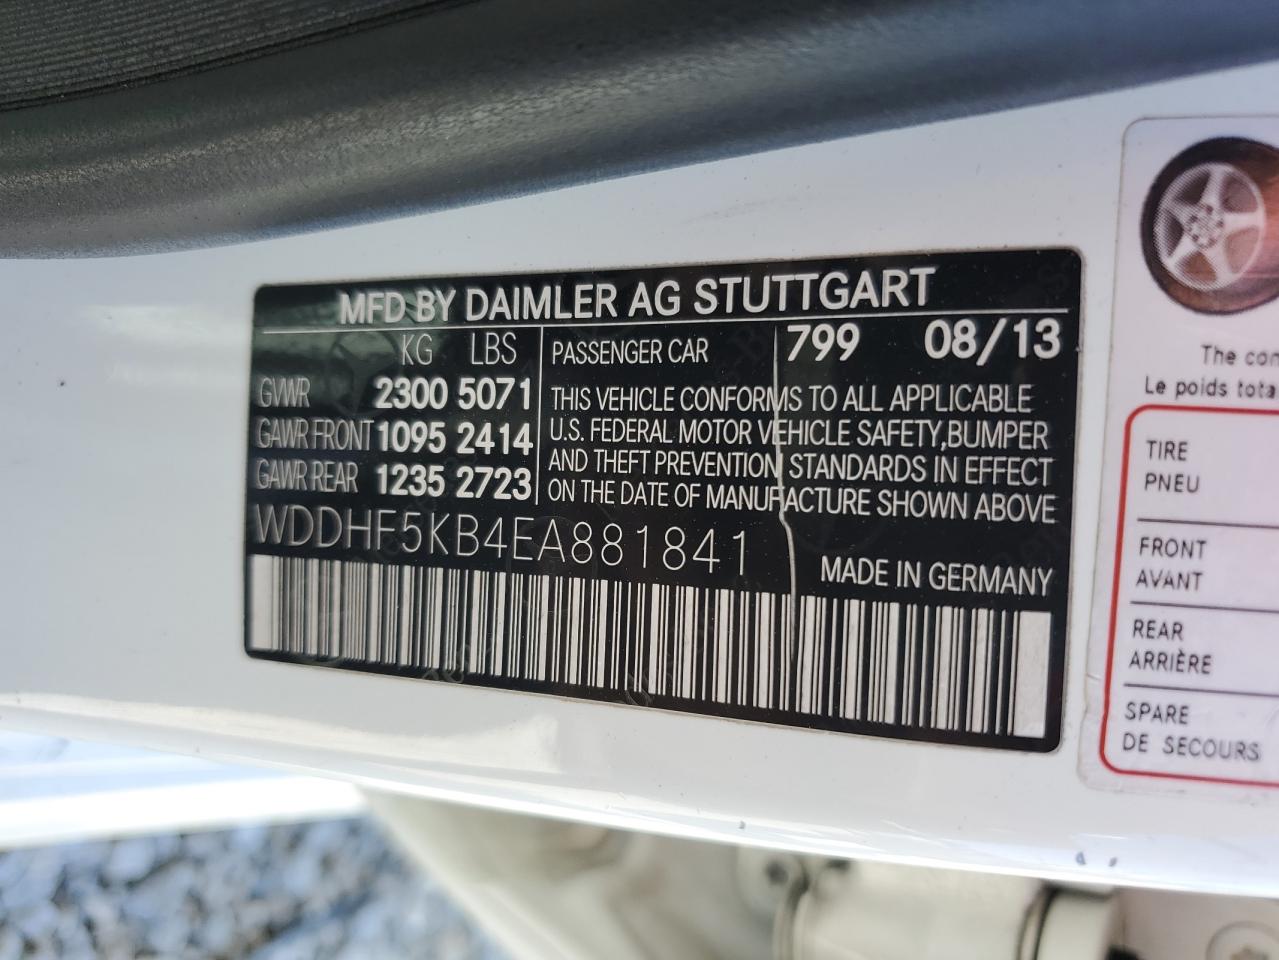 MFD BY DAIMLER AG STUTTGART
KG LBS
GVWR 2300 5071
GAWR FRONT 1095 2414
GAWR REAR 1235 2723
PASSENGER CAR 799 08/13
THIS VEHICLE CONFORMS TO ALL APPLICABLE
U.S. FEDERAL MOTOR VEHICLE SAFETY,BUMPER
AND THEFT PREVENTION STANDARDS IN EFFECT
ON THE DATE OF MANUFACTURE SHOWN ABOVE
WDDHF5KB4EA881841
MADE IN GERMANY
The
Le poids
TIRE
PNEU
FRONT
AVANT
REAR
ARRIÈRE
SPARE
DE SECOURS